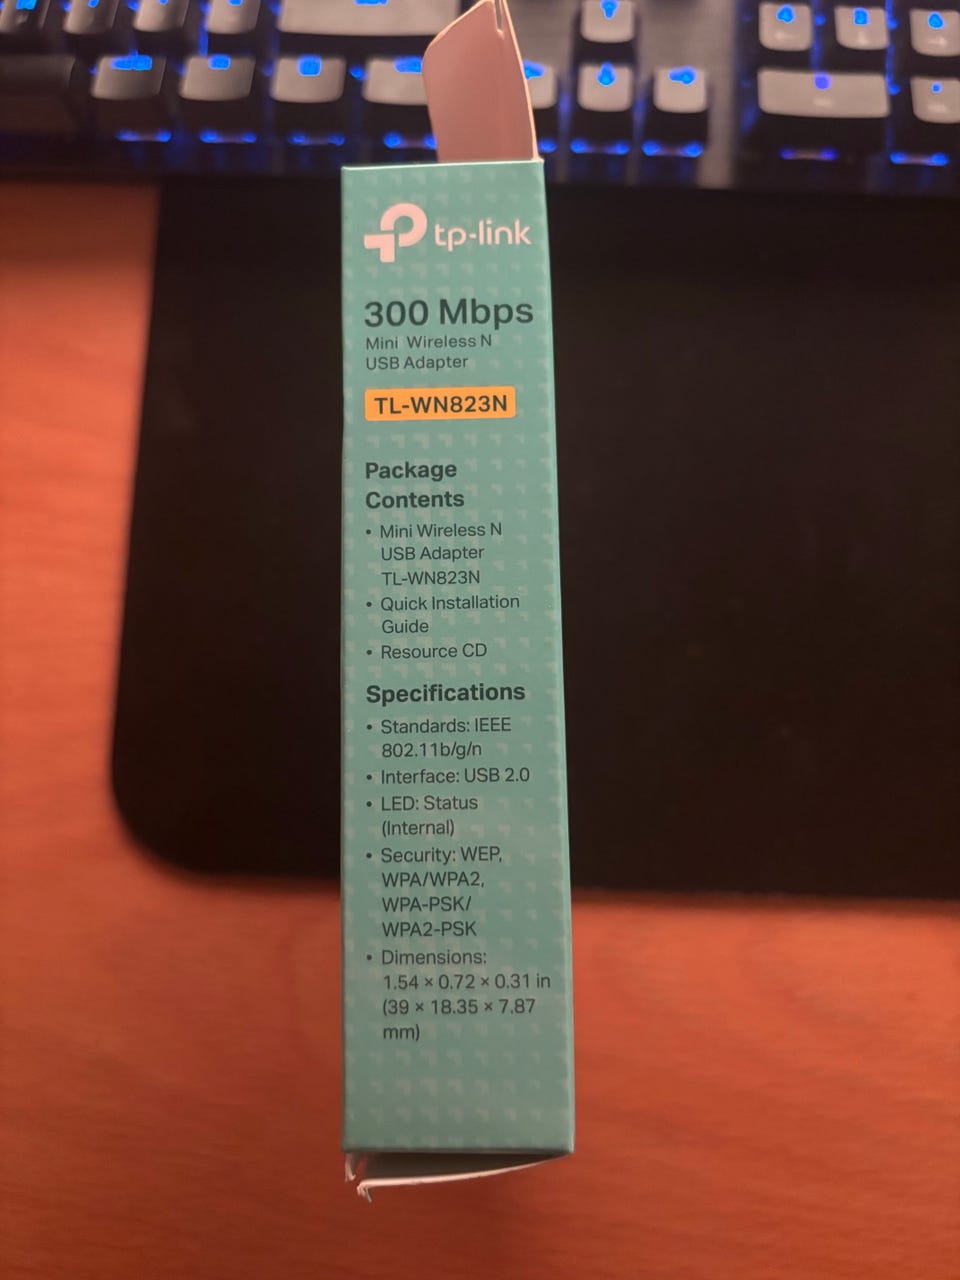 tp-link
300 Mbps
Mini Wireless N
USB Adapter
TL-WN823N
Package
Contents
• Mini Wireless N
USB Adapter
TL-WN823N
• Quick Installation
Guide
• Resource CD
Specifications
• Standards: IEEE
802.11b/g/n
• Interface: USB 2.0
• LED: Status
(Internal)
• Security: WEP,
WPA/WPA2,
WPA-PSK/
WPA2-PSK
• Dimensions:
1.54 × 0.72 × 0.31 in
(39 × 18.35 × 7.87
mm)